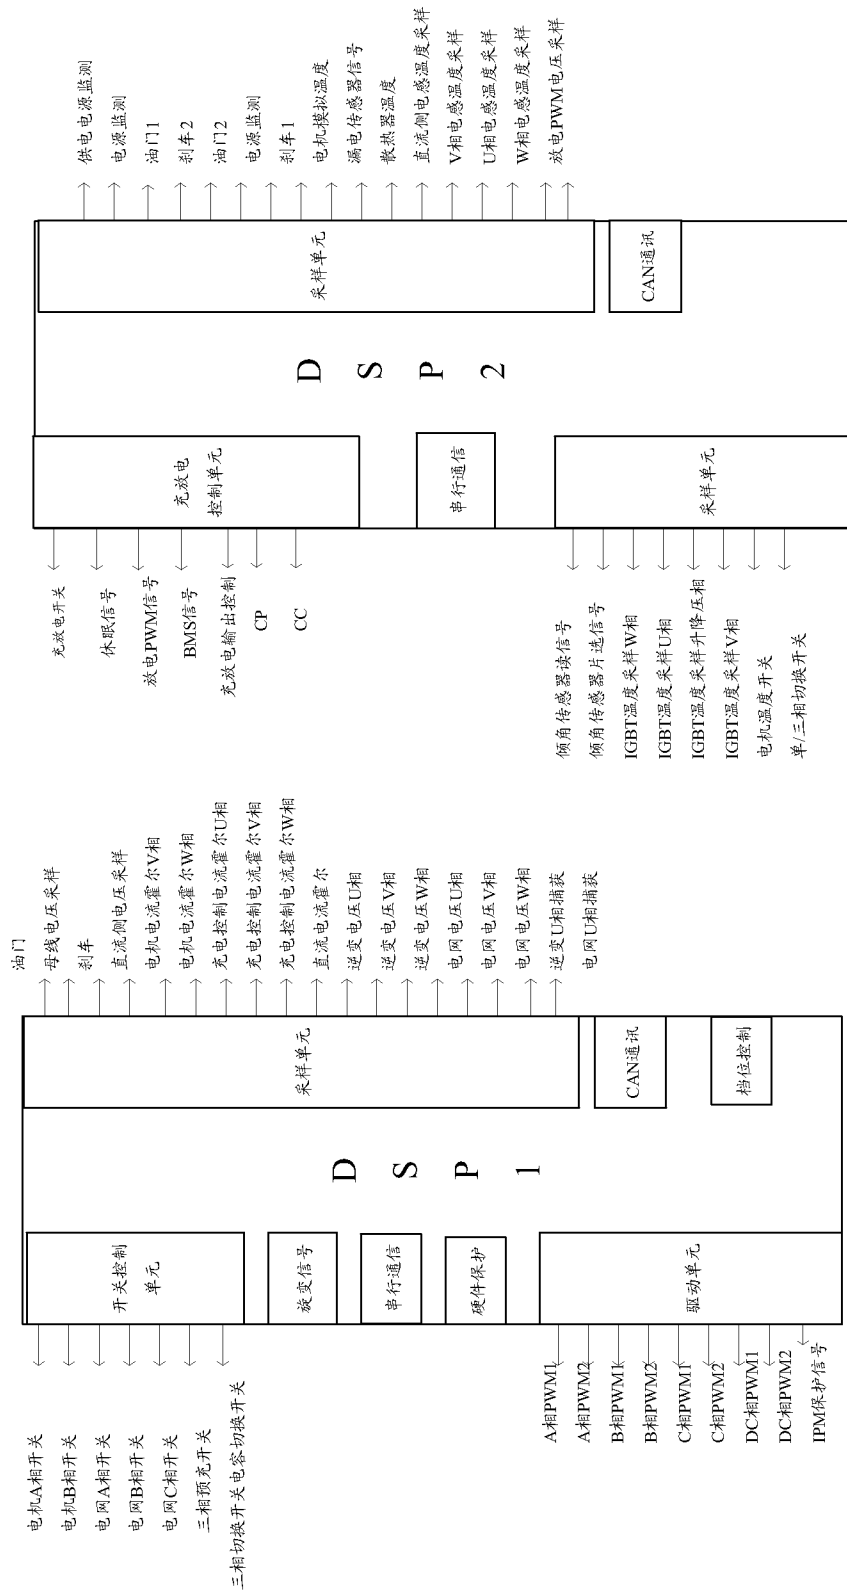 供电电源监测
电源监测
油门1
刹车2
油门2
电源监测
刹车1
电机模拟温度
漏电传感器信号
散热器温度
直流侧电感温度采样
V相电感温度采样
U相电感温度采样
W相电感温度采样
放电PWM电压采样
采样单元
CAN通讯
DSP2
充放电
控制单元
串行通信
采样单元
充放电开关
休眠信号
放电PWM信号
BMS信号
充放电输出控制
CP
CC
倾角传感器读信号
倾角传感器片选信号
IGBT温度采样W相
IGBT温度采样U相
IGBT温度采样升降压相
IGBT温度采样V相
电机温度开关
单/三相切换开关
油门
母线电压采样
刹车
直流侧电压采样
电机电流霍尔V相
电机电流霍尔W相
充电控制电流霍尔U相
充电控制电流霍尔V相
充电控制电流霍尔W相
直流电流霍尔
逆变电压U相
逆变电压V相
逆变电压W相
电网电压U相
电网电压V相
电网电压W相
逆变U相捕获
电网U相捕获
采样单元
CAN通讯
档位控制
DSP1
开关控制
单元
旋变信号
串行通信
硬件保护
驱动单元
电机A相开关
电机B相开关
电网A相开关
电网B相开关
电网C相开关
三相预充开关
三相切换开关电容切换开关
A相PWM1
A相PWM2
B相PWM1
B相PWM2
C相PWM1
C相PWM2
DC相PWM1
DC相PWM2
IPM保护信号